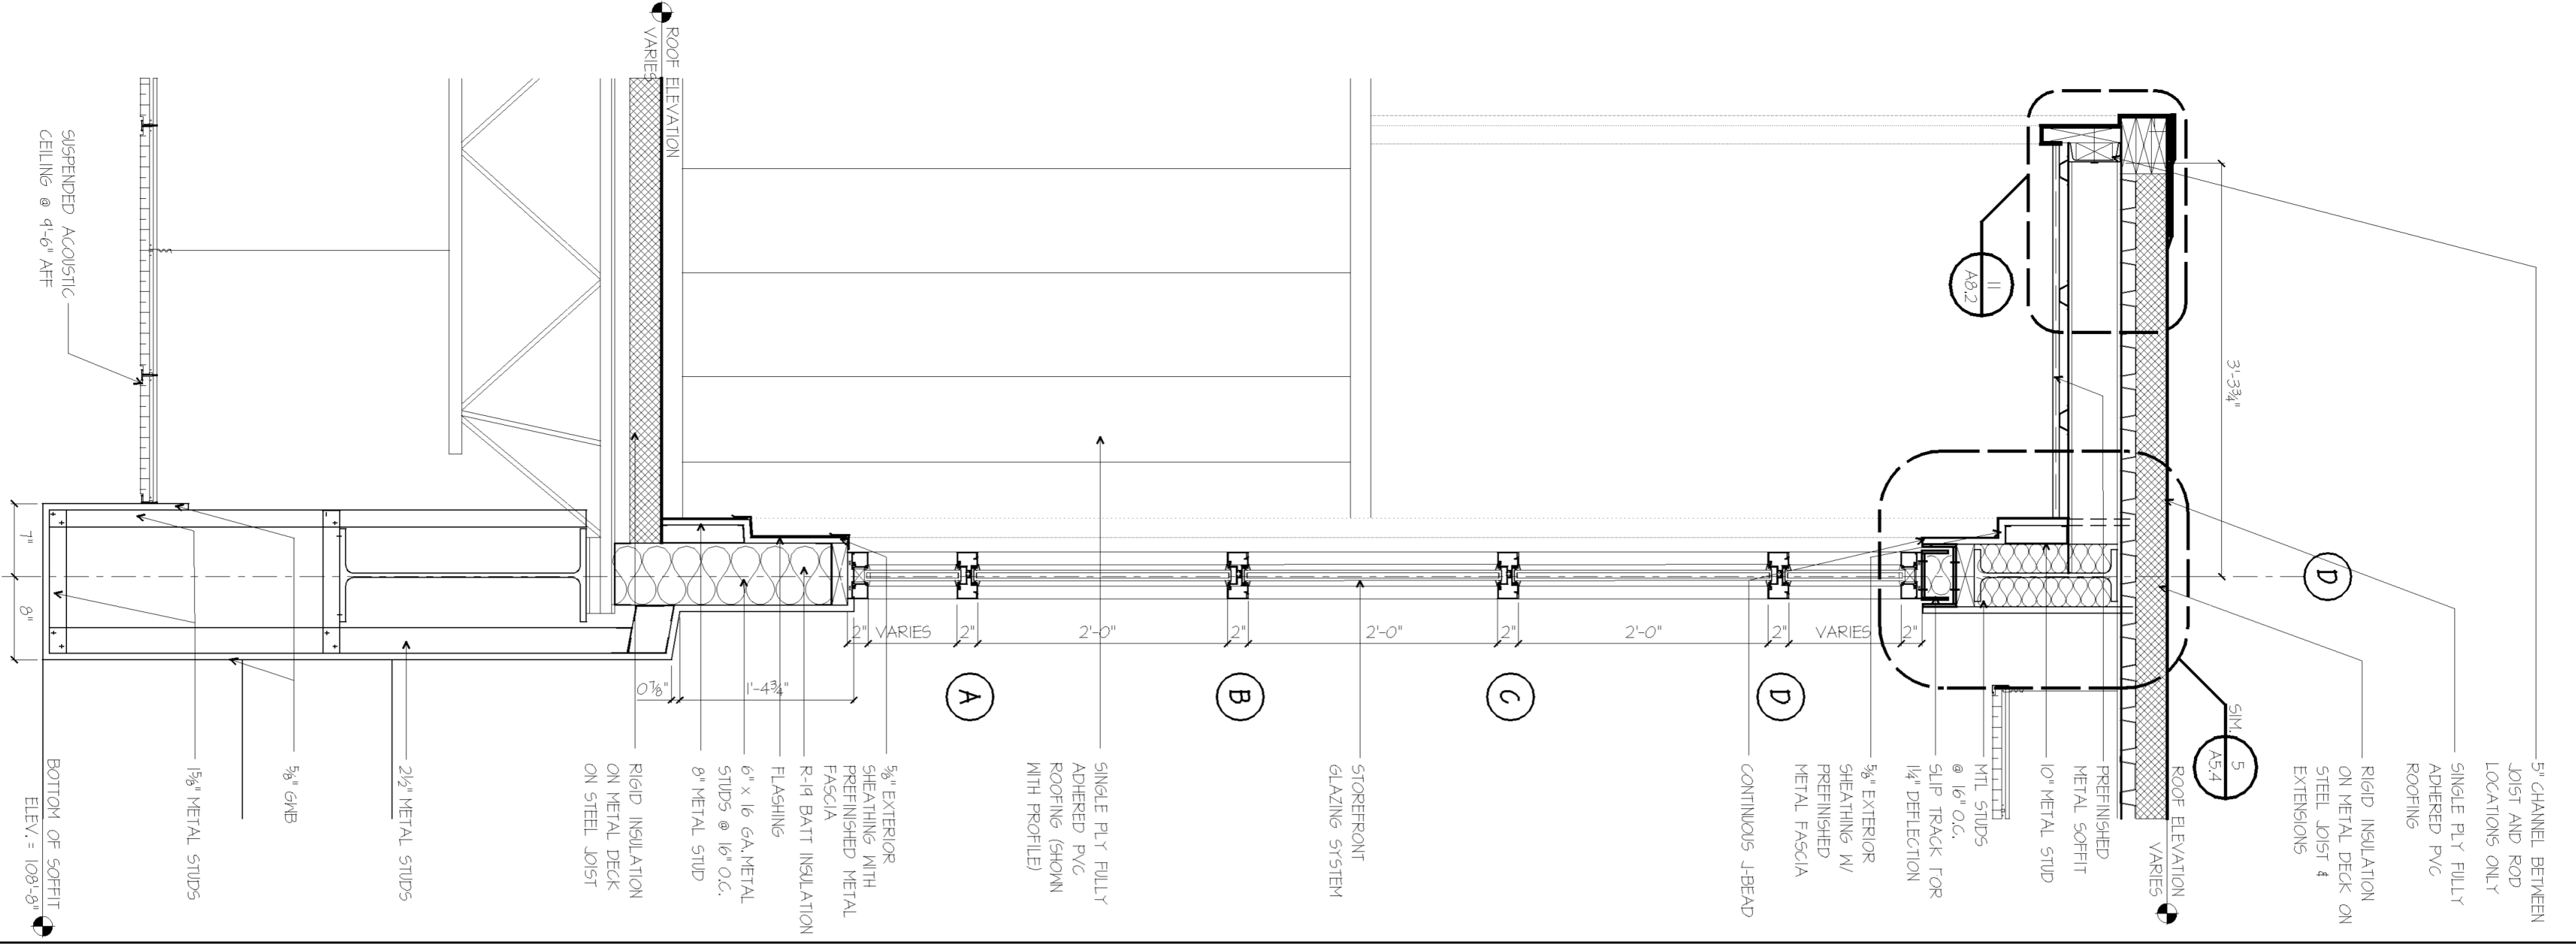 5" CHANNEL BETWEEN
JOIST AND ROD
LOCATIONS ONLY
SINGLE PLY FULLY
ADHERED PVC
ROOFING
RIGID INSULATION
ON METAL DECK ON
STEEL JOIST &
EXTENSIONS
ROOF ELEVATION
VARIES
PREFINISHED
METAL SOFFIT
10" METAL STUD
MTL STUDS
@ 16" O.C.
SLIP TRACK FOR
1¼" DEFLECTION
⅝" EXTERIOR
SHEATHING W/
PREFINISHED
METAL FASCIA
CONTINUOUS J-BEAD
STOREFRONT
GLAZING SYSTEM
SINGLE PLY FULLY
ADHERED PVC
ROOFING (SHOWN
WITH PROFILE)
⅝" EXTERIOR
SHEATHING WITH
PREFINISHED METAL
FASCIA
R-19 BATT INSULATION
FLASHING
6" x 16 GA. METAL
STUDS @ 16" O.C.
8" METAL STUD
RIGID INSULATION
ON METAL DECK
ON STEEL JOIST
2½" METAL STUDS
⅝" GWB
1⅝" METAL STUDS
BOTTOM OF SOFFIT
ELEV. = 108'-8"
3'-3¾"
D
SIM.
5
A5.4
11
A8.2
2"
VARIES
2"
2'-0"
2"
2'-0"
2"
2'-0"
2"
VARIES
2"
D
C
B
A
1'-4¾"
0⅞"
ROOF ELEVATION
VARIES
SUSPENDED ACOUSTIC
CEILING @ 9'-6" AFF
7"
8"